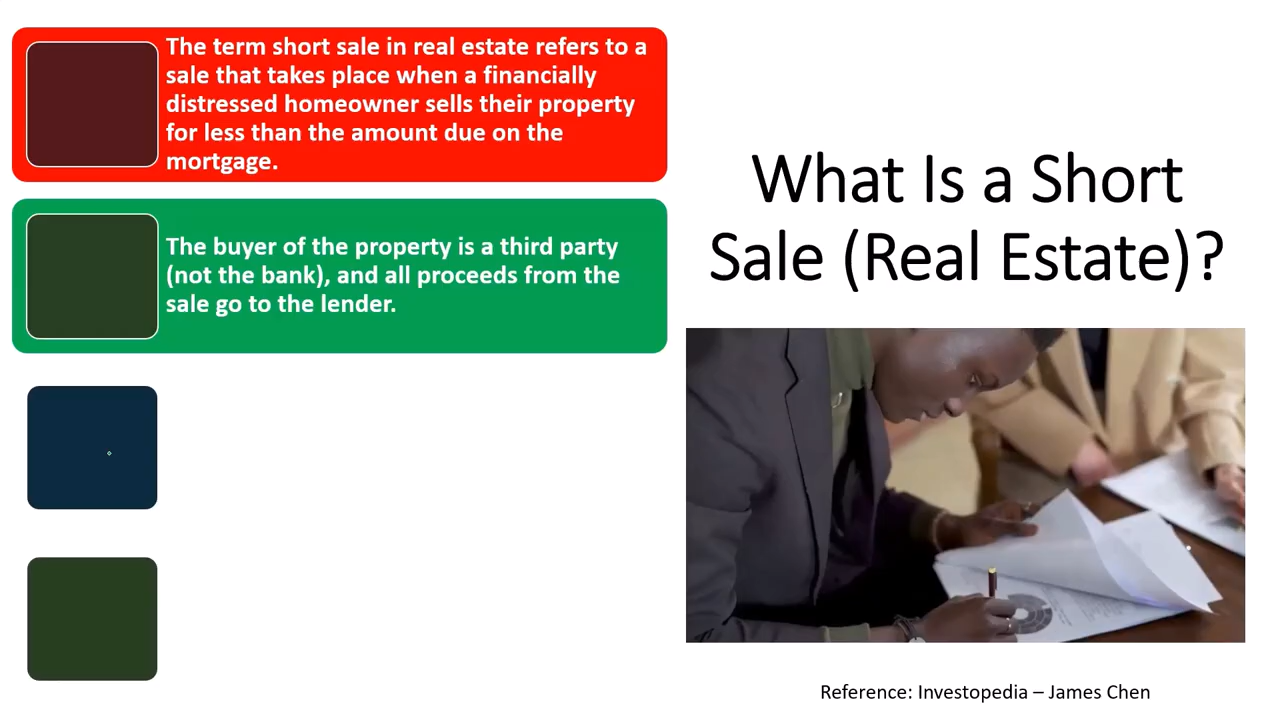 The term short sale in real estate refers to a
sale that takes place when a financially
distressed homeowner sells their property
for less than the amount due on the
mortgage.
The buyer of the property is a third party
(not the bank), and all proceeds from the
sale go to the lender.
What Is a Short
Sale (Real Estate)?
Reference: Investopedia – James Chen